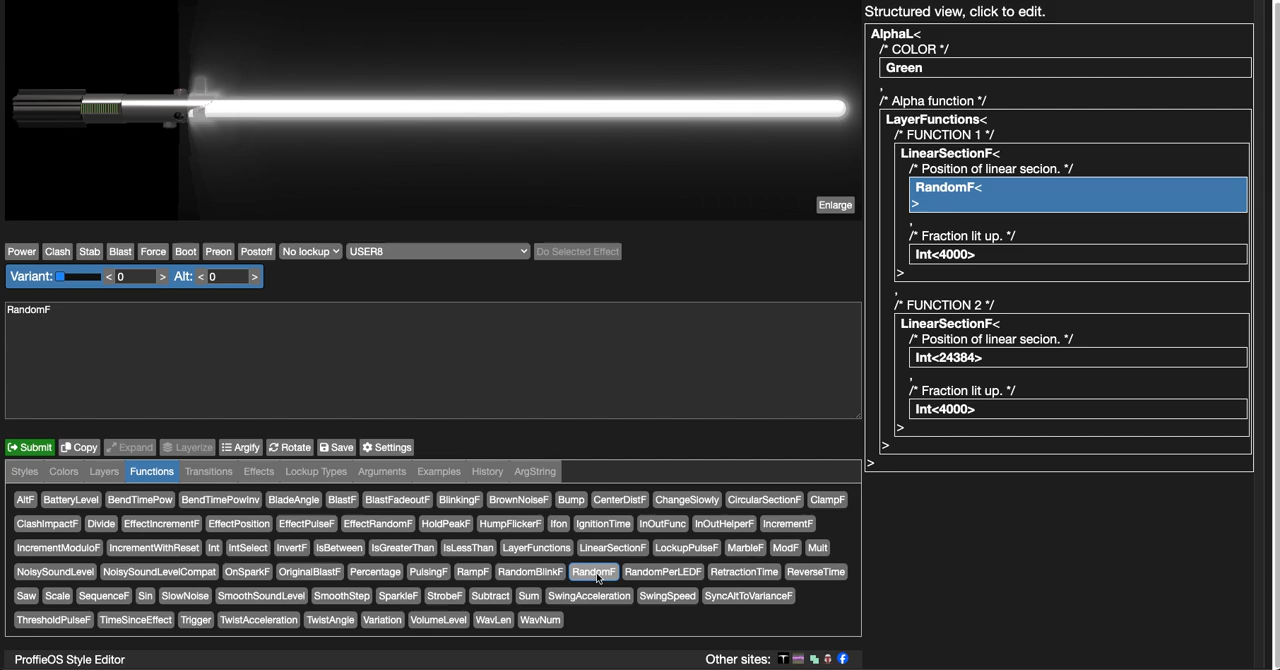 Structured view, click to edit.
AlphaL<
/* COLOR */
Green
,
/* Alpha function */
LayerFunctions<
/* FUNCTION 1 */
LinearSectionF<
/* Position of linear secion. */
RandomF<
>
,
/* Fraction lit up. */
Int<4000>
>
,
/* FUNCTION 2 */
LinearSectionF<
/* Position of linear secion. */
Int<24384>
,
/* Fraction lit up. */
Int<4000>
>
>
>
Enlarge
Power Clash Stab Blast Force Boot Preon Postoff No lockup USER8 Do Selected Effect
Variant: < 0 > Alt: < 0 >
RandomF
Submit Copy Expand Layerize Argify Rotate Save Settings
Styles Colors Layers Functions Transitions Effects Lockup Types Arguments Examples History ArgString
AltF BatteryLevel BendTimePow BendTimePowInv BladeAngle BlastF BlastFadeoutF BlinkingF BrownNoiseF Bump CenterDistF ChangeSlowly CircularSectionF ClampF
ClashImpactF Divide EffectIncrementF EffectPosition EffectPulseF EffectRandomF HoldPeakF HumpFlickerF Ifon IgnitionTime InOutFunc InOutHelperF IncrementF
IncrementModuloF IncrementWithReset Int IntSelect InvertF IsBetween IsGreaterThan IsLessThan LayerFunctions LinearSectionF LockupPulseF MarbleF ModF Mult
NoisySoundLevel NoisySoundLevelCompat OnSparkF OriginalBlastF Percentage PulsingF RampF RandomBlinkF RandomF RandomPerLEDF RetractionTime ReverseTime
Saw Scale SequenceF Sin SlowNoise SmoothSoundLevel SmoothStep SparkleF StrobeF Subtract Sum SwingAcceleration SwingSpeed SyncAltToVarianceF
ThresholdPulseF TimeSinceEffect Trigger TwistAcceleration TwistAngle Variation VolumeLevel WavLen WavNum
ProffieOS Style Editor
Other sites: